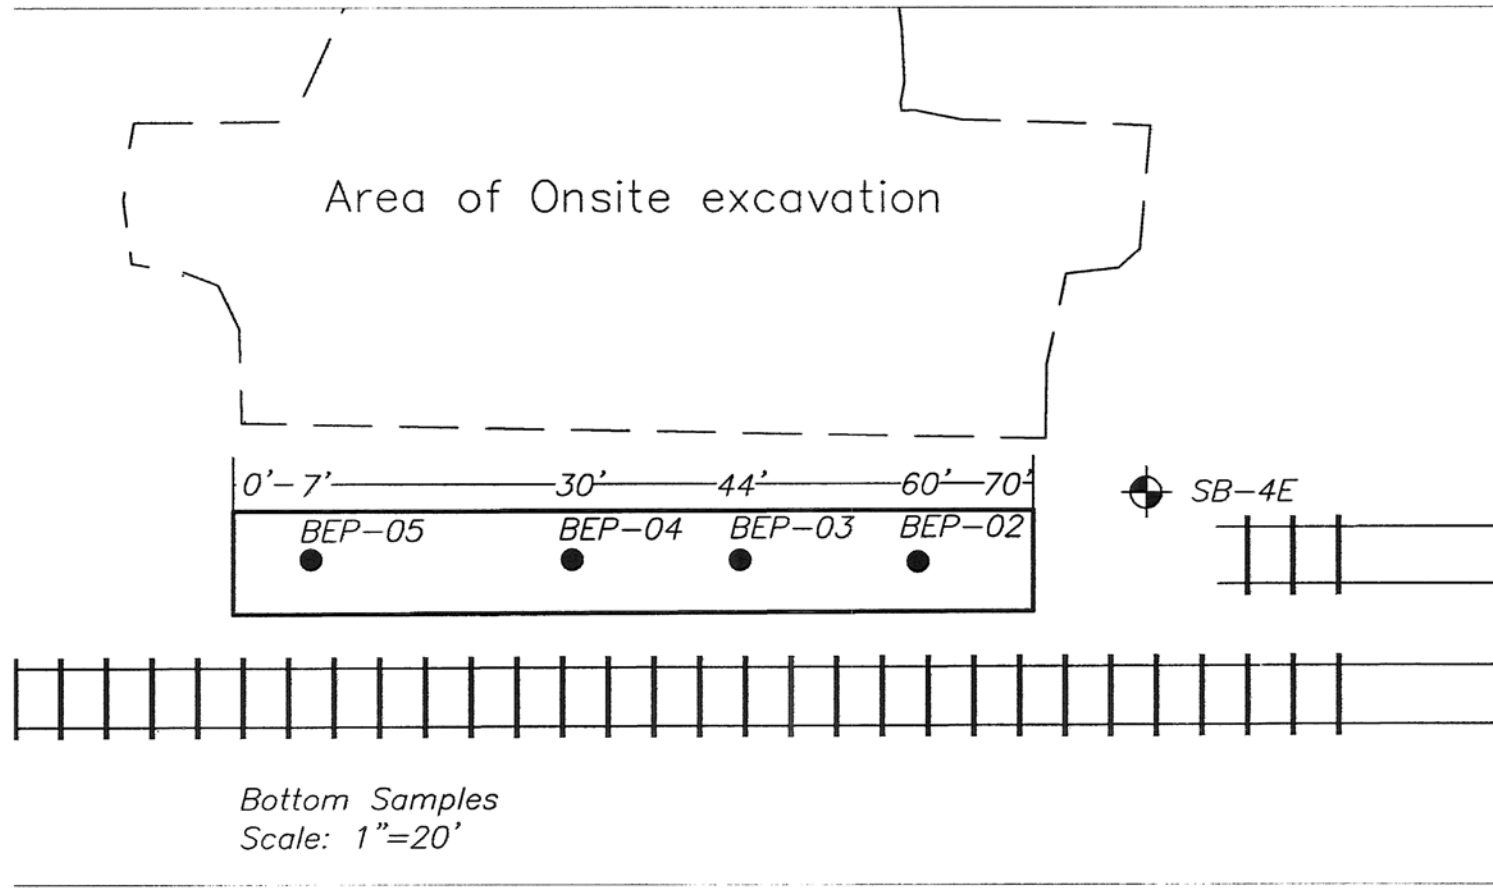 Area of Onsite excavation
0'-7' 30' 44' 60' 70'
SB-4E
BEP-05 BEP-04 BEP-03 BEP-02
Bottom Samples
Scale: 1"=20'